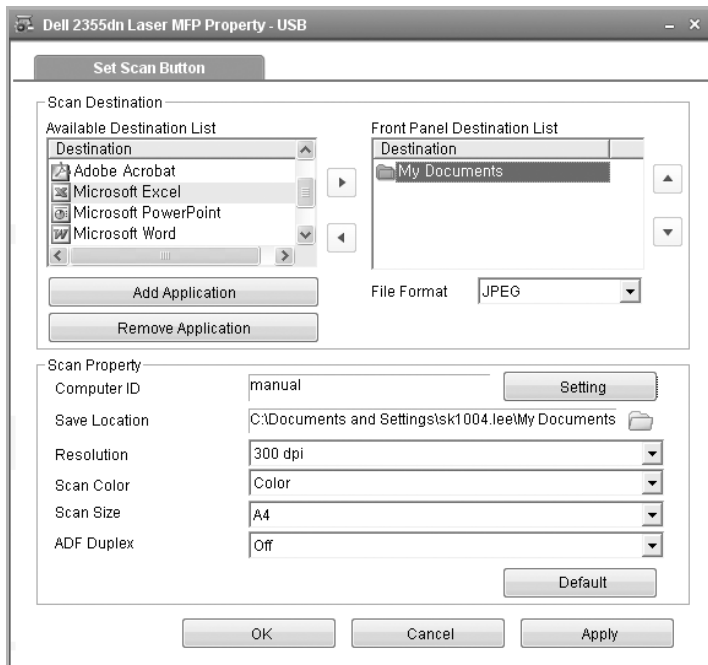 Dell 2355dn Laser MFP Property - USB
Set Scan Button
Scan Destination
Available Destination List
Destination
Adobe Acrobat
Microsoft Excel
Microsoft PowerPoint
Microsoft Word
Add Application
Remove Application
Front Panel Destination List
Destination
My Documents
File Format JPEG
Scan Property
Computer ID manual Setting
Save Location C:\Documents and Settings\sk1004.lee\My Documents
Resolution 300 dpi
Scan Color Color
Scan Size A4
ADF Duplex Off
Default
OK Cancel Apply